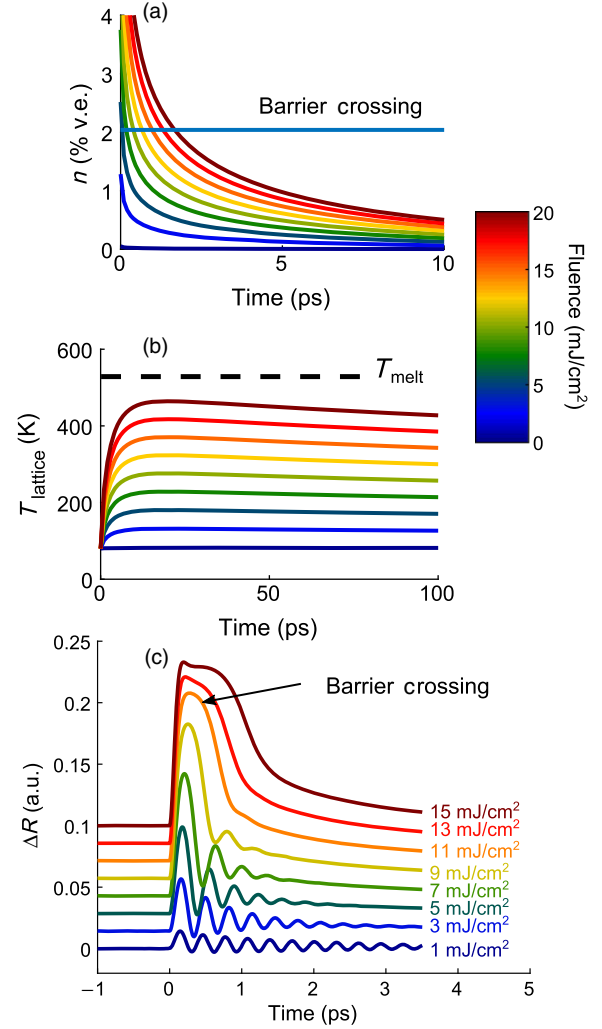 (a)
4
3
2
1
0
n (% v.e.)
Barrier crossing
0
5
10
Time (ps)
20
15
10
5
0
Fluence (mJ/cm²)
(b)
600
400
200
0
T_lattice (K)
T_melt
0
50
100
Time (ps)
(c)
0.25
0.2
0.15
0.1
0.05
0
ΔR (a.u.)
Barrier crossing
15 mJ/cm²
13 mJ/cm²
11 mJ/cm²
9 mJ/cm²
7 mJ/cm²
5 mJ/cm²
3 mJ/cm²
1 mJ/cm²
−1
0
1
2
3
4
5
Time (ps)